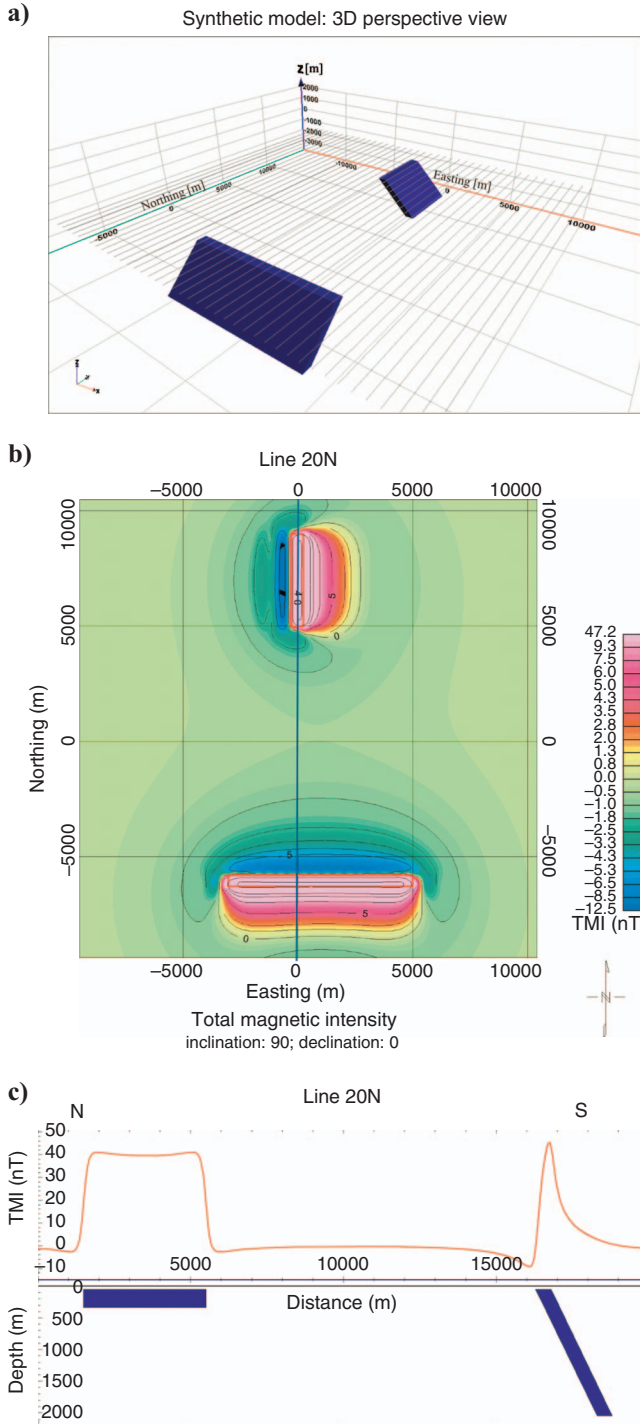 a)
Synthetic model: 3D perspective view
Z [m]
2000
1000
0
-1000
-2500
-3000
Northing [m]
-5000
0
5000
10000
Easting [m]
-10000
0
5000
10000
b)
Line 20N
−5000 0 5000 10000
10000 5000 0 −5000
Northing (m)
10000 5000 0 −5000
0
5
40
5
5
0
−5000 0 5000 10000
Easting (m)
47.2
9.3
7.5
6.0
4.5
3.5
2.8
2.0
1.3
0.8
0.0
−0.5
−1.0
−1.8
−2.5
−3.3
−4.3
−5.3
−6.5
−8.5
−12.5
TMI (nT)
N
Total magnetic intensity
inclination: 90; declination: 0
c)
Line 20N
N S
TMI (nT)
50
40
30
20
10
0
−10
5000 10000 15000
Distance (m)
Depth (m)
0
500
1000
1500
2000